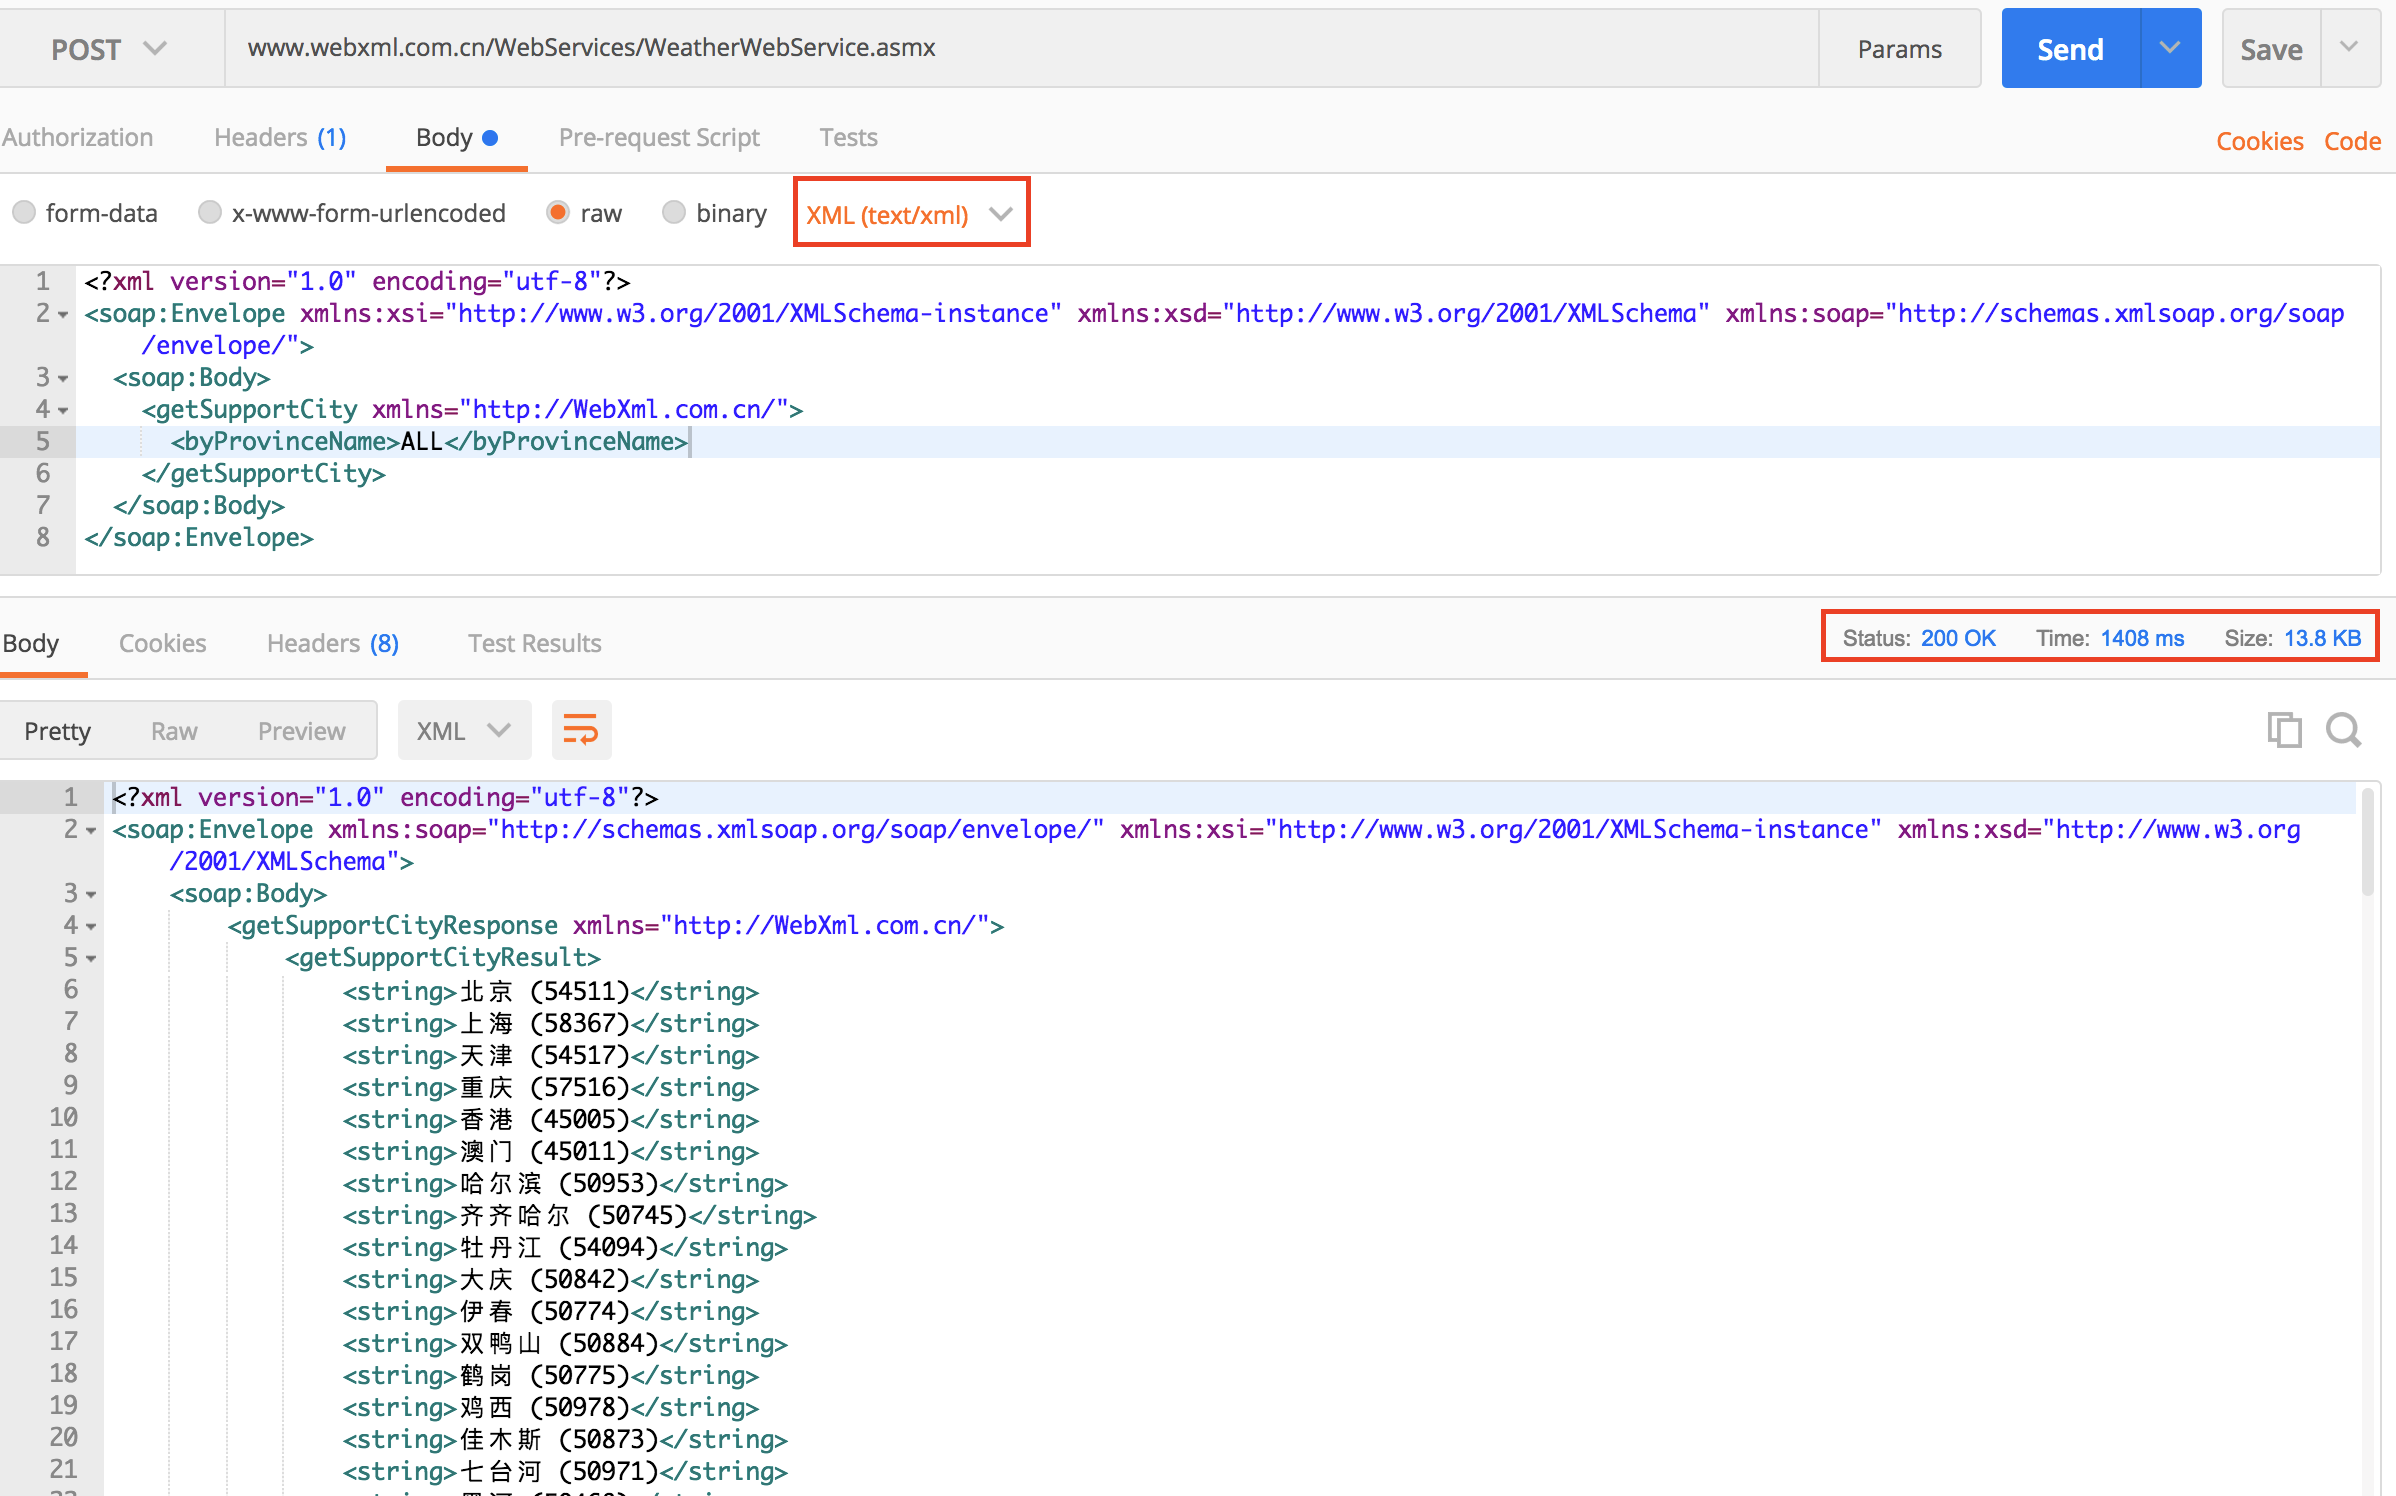 POST www.webxml.com.cn/WebServices/WeatherWebService.asmx Params Send Save
Authorization Headers (1) Body Pre-request Script Tests Cookies Code
form-data x-www-form-urlencoded raw binary XML (text/xml)
1 <?xml version="1.0" encoding="utf-8"?>
2 <soap:Envelope xmlns:xsi="http://www.w3.org/2001/XMLSchema-instance" xmlns:xsd="http://www.w3.org/2001/XMLSchema" xmlns:soap="http://schemas.xmlsoap.org/soap
/envelope/">
3 <soap:Body>
4 <getSupportCity xmlns="http://WebXml.com.cn/">
5 <byProvinceName>ALL</byProvinceName>
6 </getSupportCity>
7 </soap:Body>
8 </soap:Envelope>
Body Cookies Headers (8) Test Results Status: 200 OK Time: 1408 ms Size: 13.8 KB
Pretty Raw Preview XML
1 <?xml version="1.0" encoding="utf-8"?>
2 <soap:Envelope xmlns:soap="http://schemas.xmlsoap.org/soap/envelope/" xmlns:xsi="http://www.w3.org/2001/XMLSchema-instance" xmlns:xsd="http://www.w3.org
/2001/XMLSchema">
3 <soap:Body>
4 <getSupportCityResponse xmlns="http://WebXml.com.cn/">
5 <getSupportCityResult>
6 <string>北京 (54511)</string>
7 <string>上海 (58367)</string>
8 <string>天津 (54517)</string>
9 <string>重庆 (57516)</string>
10 <string>香港 (45005)</string>
11 <string>澳门 (45011)</string>
12 <string>哈尔滨 (50953)</string>
13 <string>齐齐哈尔 (50745)</string>
14 <string>牡丹江 (54094)</string>
15 <string>大庆 (50842)</string>
16 <string>伊春 (50774)</string>
17 <string>双鸭山 (50884)</string>
18 <string>鹤岗 (50775)</string>
19 <string>鸡西 (50978)</string>
20 <string>佳木斯 (50873)</string>
21 <string>七台河 (50971)</string>